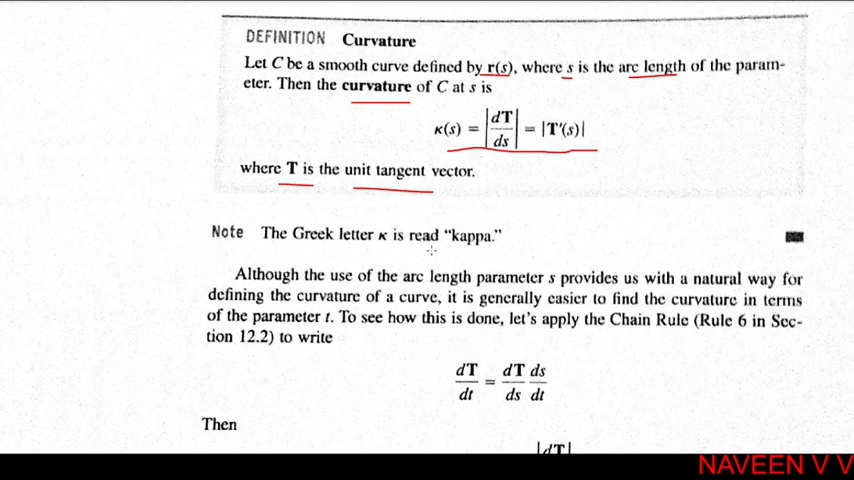 DEFINITION Curvature
Let C be a smooth curve defined by r(s), where s is the arc length of the param-
eter. Then the curvature of C at s is
κ(s) = |dT/ds| = |T′(s)|
where T is the unit tangent vector.
Note The Greek letter κ is read “kappa.”
Although the use of the arc length parameter s provides us with a natural way for
defining the curvature of a curve, it is generally easier to find the curvature in terms
of the parameter t. To see how this is done, let’s apply the Chain Rule (Rule 6 in Sec-
tion 12.2) to write
dT/dt = dT/ds ds/dt
Then
|dT|
NAVEEN V V